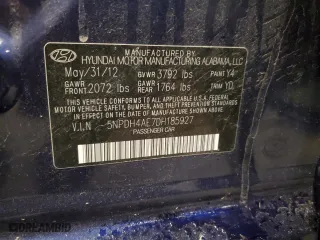 MANUFACTURED BY
HYUNDAI MOTOR MANUFACTURING ALABAMA, LLC
May/31/12 GVWR 3792 lbs PAINT Y4
GAWR FRONT 2072 lbs GAWR REAR 1764 lbs TRIM YDA
THIS VEHICLE CONFORMS TO ALL APPLICABLE U.S. FEDERAL MOTOR VEHICLE SAFETY, BUMPER, AND THEFT PREVENTION STANDARDS IN EFFECT ON THE DATE OF MANUFACTURE SHOWN ABOVE.
V.I.N 5NPDH4AE7DH185927
PASSENGER CAR